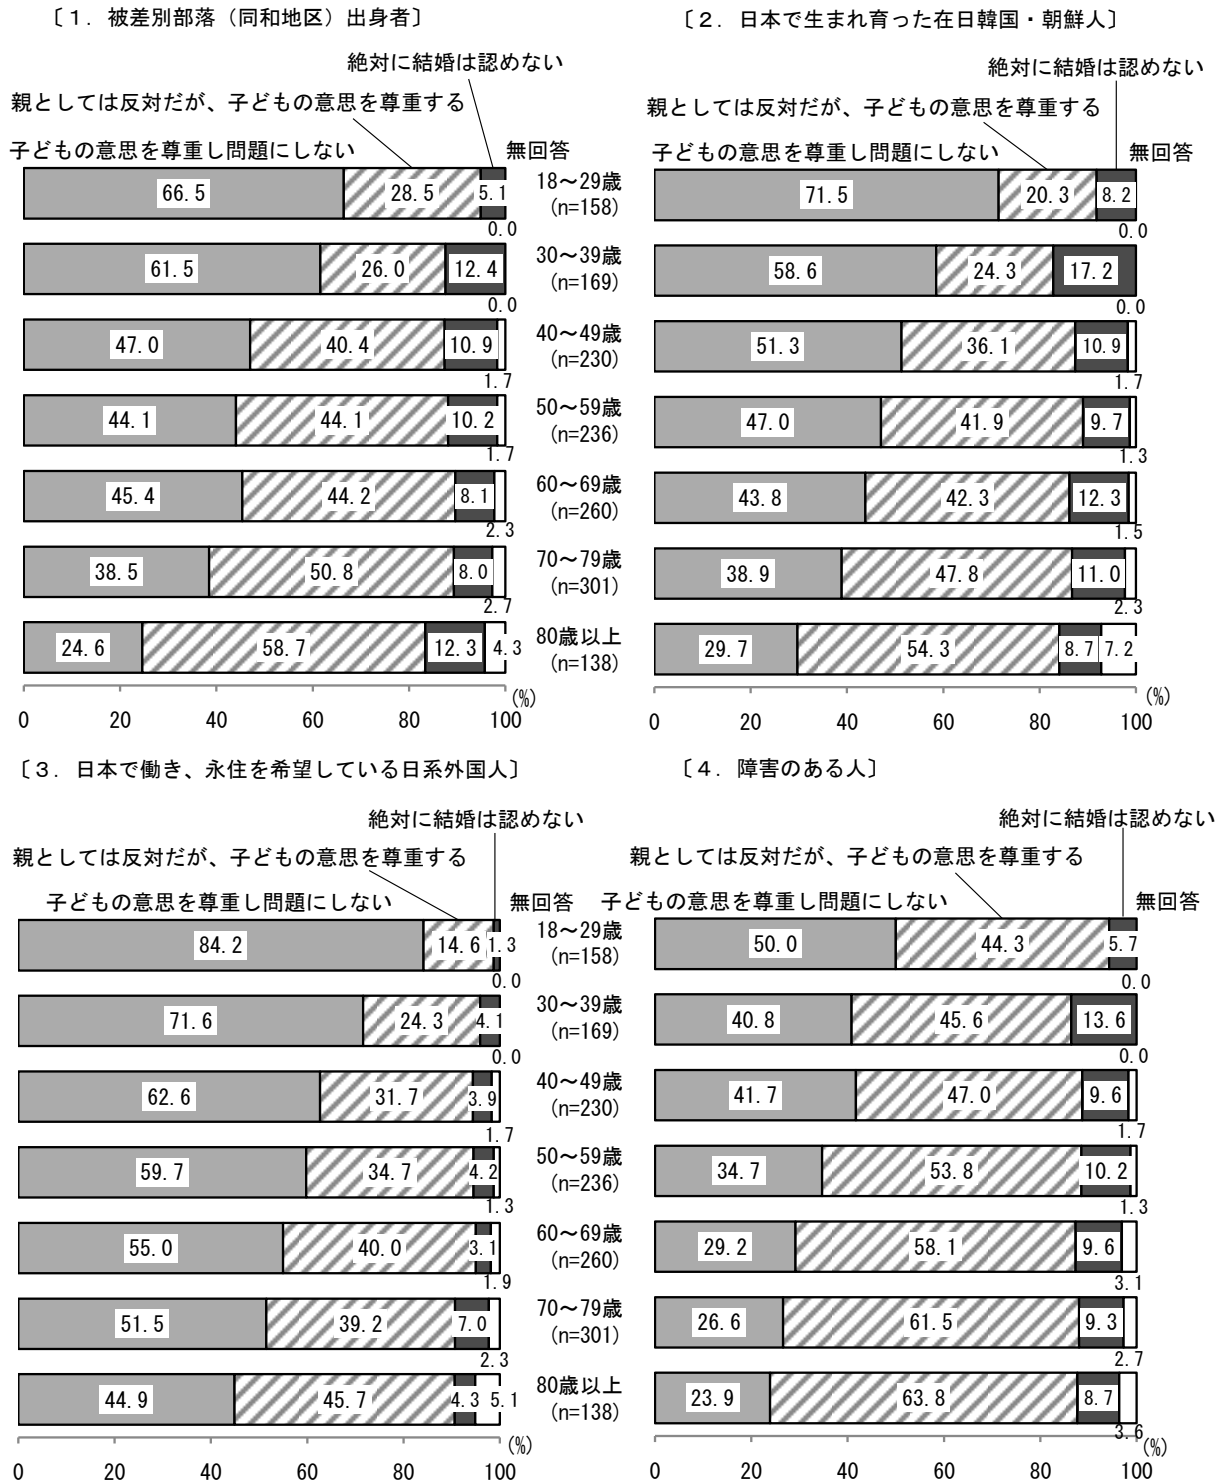 〔１．被差別部落（同和地区）出身者〕
絶対に結婚は認めない
親としては反対だが、子どもの意思を尊重する
子どもの意思を尊重し問題にしない
無回答
66.5 28.5 5.1 0.0 18～29歳 (n=158)
61.5 26.0 12.4 0.0 30～39歳 (n=169)
47.0 40.4 10.9 1.7 40～49歳 (n=230)
44.1 44.1 10.2 1.7 50～59歳 (n=236)
45.4 44.2 8.1 2.3 60～69歳 (n=260)
38.5 50.8 8.0 2.7 70～79歳 (n=301)
24.6 58.7 12.3 4.3 80歳以上 (n=138)
0 20 40 60 80 100 (%)
〔２．日本で生まれ育った在日韓国・朝鮮人〕
絶対に結婚は認めない
親としては反対だが、子どもの意思を尊重する
子どもの意思を尊重し問題にしない
無回答
71.5 20.3 8.2 0.0
58.6 24.3 17.2 0.0
51.3 36.1 10.9 1.7
47.0 41.9 9.7 1.3
43.8 42.3 12.3 1.5
38.9 47.8 11.0 2.3
29.7 54.3 8.7 7.2
0 20 40 60 80 100 (%)
〔３．日本で働き、永住を希望している日系外国人〕
絶対に結婚は認めない
親としては反対だが、子どもの意思を尊重する
子どもの意思を尊重し問題にしない
無回答
84.2 14.6 1.3 0.0 18～29歳 (n=158)
71.6 24.3 4.1 0.0 30～39歳 (n=169)
62.6 31.7 3.9 1.7 40～49歳 (n=230)
59.7 34.7 4.2 1.3 50～59歳 (n=236)
55.0 40.0 3.1 1.9 60～69歳 (n=260)
51.5 39.2 7.0 2.3 70～79歳 (n=301)
44.9 45.7 4.3 5.1 80歳以上 (n=138)
0 20 40 60 80 100 (%)
〔４．障害のある人〕
絶対に結婚は認めない
親としては反対だが、子どもの意思を尊重する
子どもの意思を尊重し問題にしない
無回答
50.0 44.3 5.7 0.0
40.8 45.6 13.6 0.0
41.7 47.0 9.6 1.7
34.7 53.8 10.2 1.3
29.2 58.1 9.6 3.1
26.6 61.5 9.3 2.7
23.9 63.8 8.7 3.6
0 20 40 60 80 100 (%)